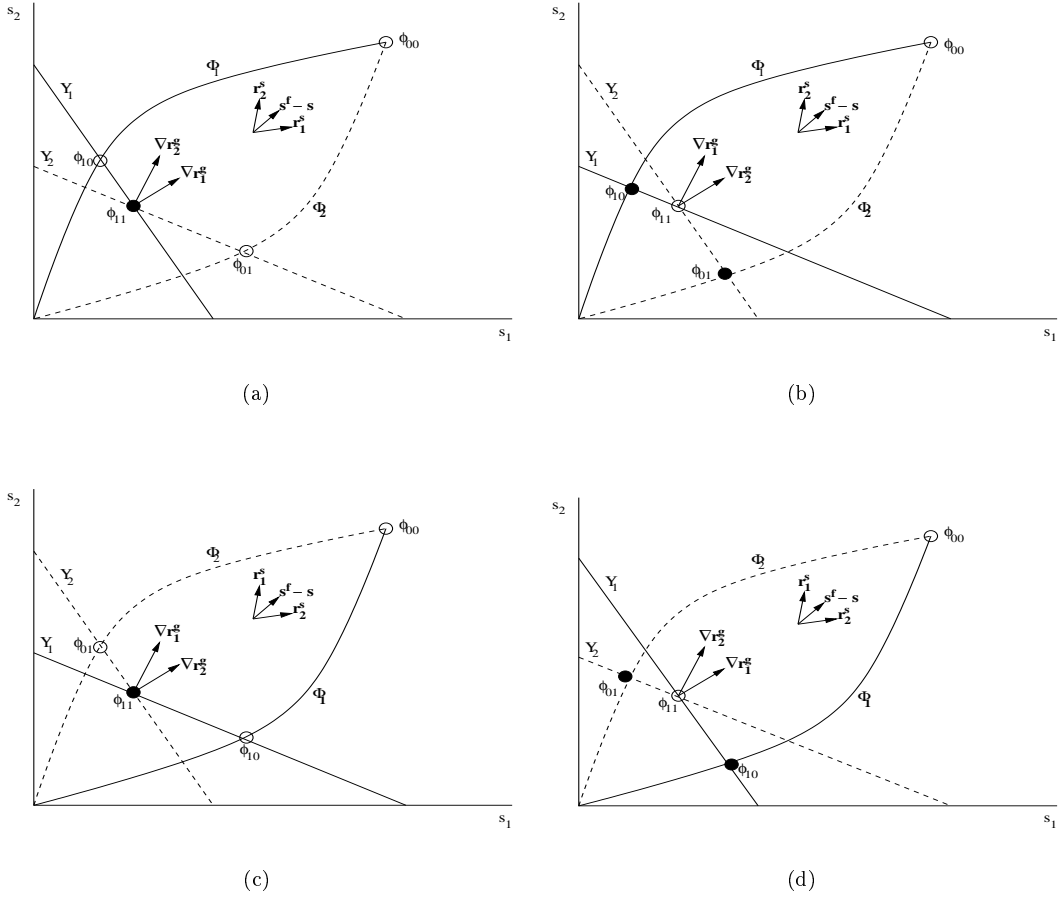 s₂
ϕ₀₀
Φ₁
Y₁
r₂ˢ
sᶠ − s
r₁ˢ
∇r₂ᵍ
Y₂
ϕ₁₀
∇r₁ᵍ
ϕ₁₁
Φ₂
ϕ₀₁
s₁
(a)
s₂
ϕ₀₀
Φ₁
Y₂
r₂ˢ
sᶠ − s
r₁ˢ
∇r₁ᵍ
Y₁
∇r₂ᵍ
ϕ₁₀
ϕ₁₁
Φ₂
ϕ₀₁
s₁
(b)
s₂
ϕ₀₀
Φ₂
Y₂
r₁ˢ
sᶠ − s
r₂ˢ
∇r₁ᵍ
Y₁
ϕ₀₁
∇r₂ᵍ
ϕ₁₁
Φ₁
ϕ₁₀
s₁
(c)
s₂
ϕ₀₀
Φ₂
Y₁
r₁ˢ
sᶠ − s
r₂ˢ
∇r₂ᵍ
Y₂
∇r₁ᵍ
ϕ₀₁
ϕ₁₁
Φ₁
ϕ₁₀
s₁
(d)